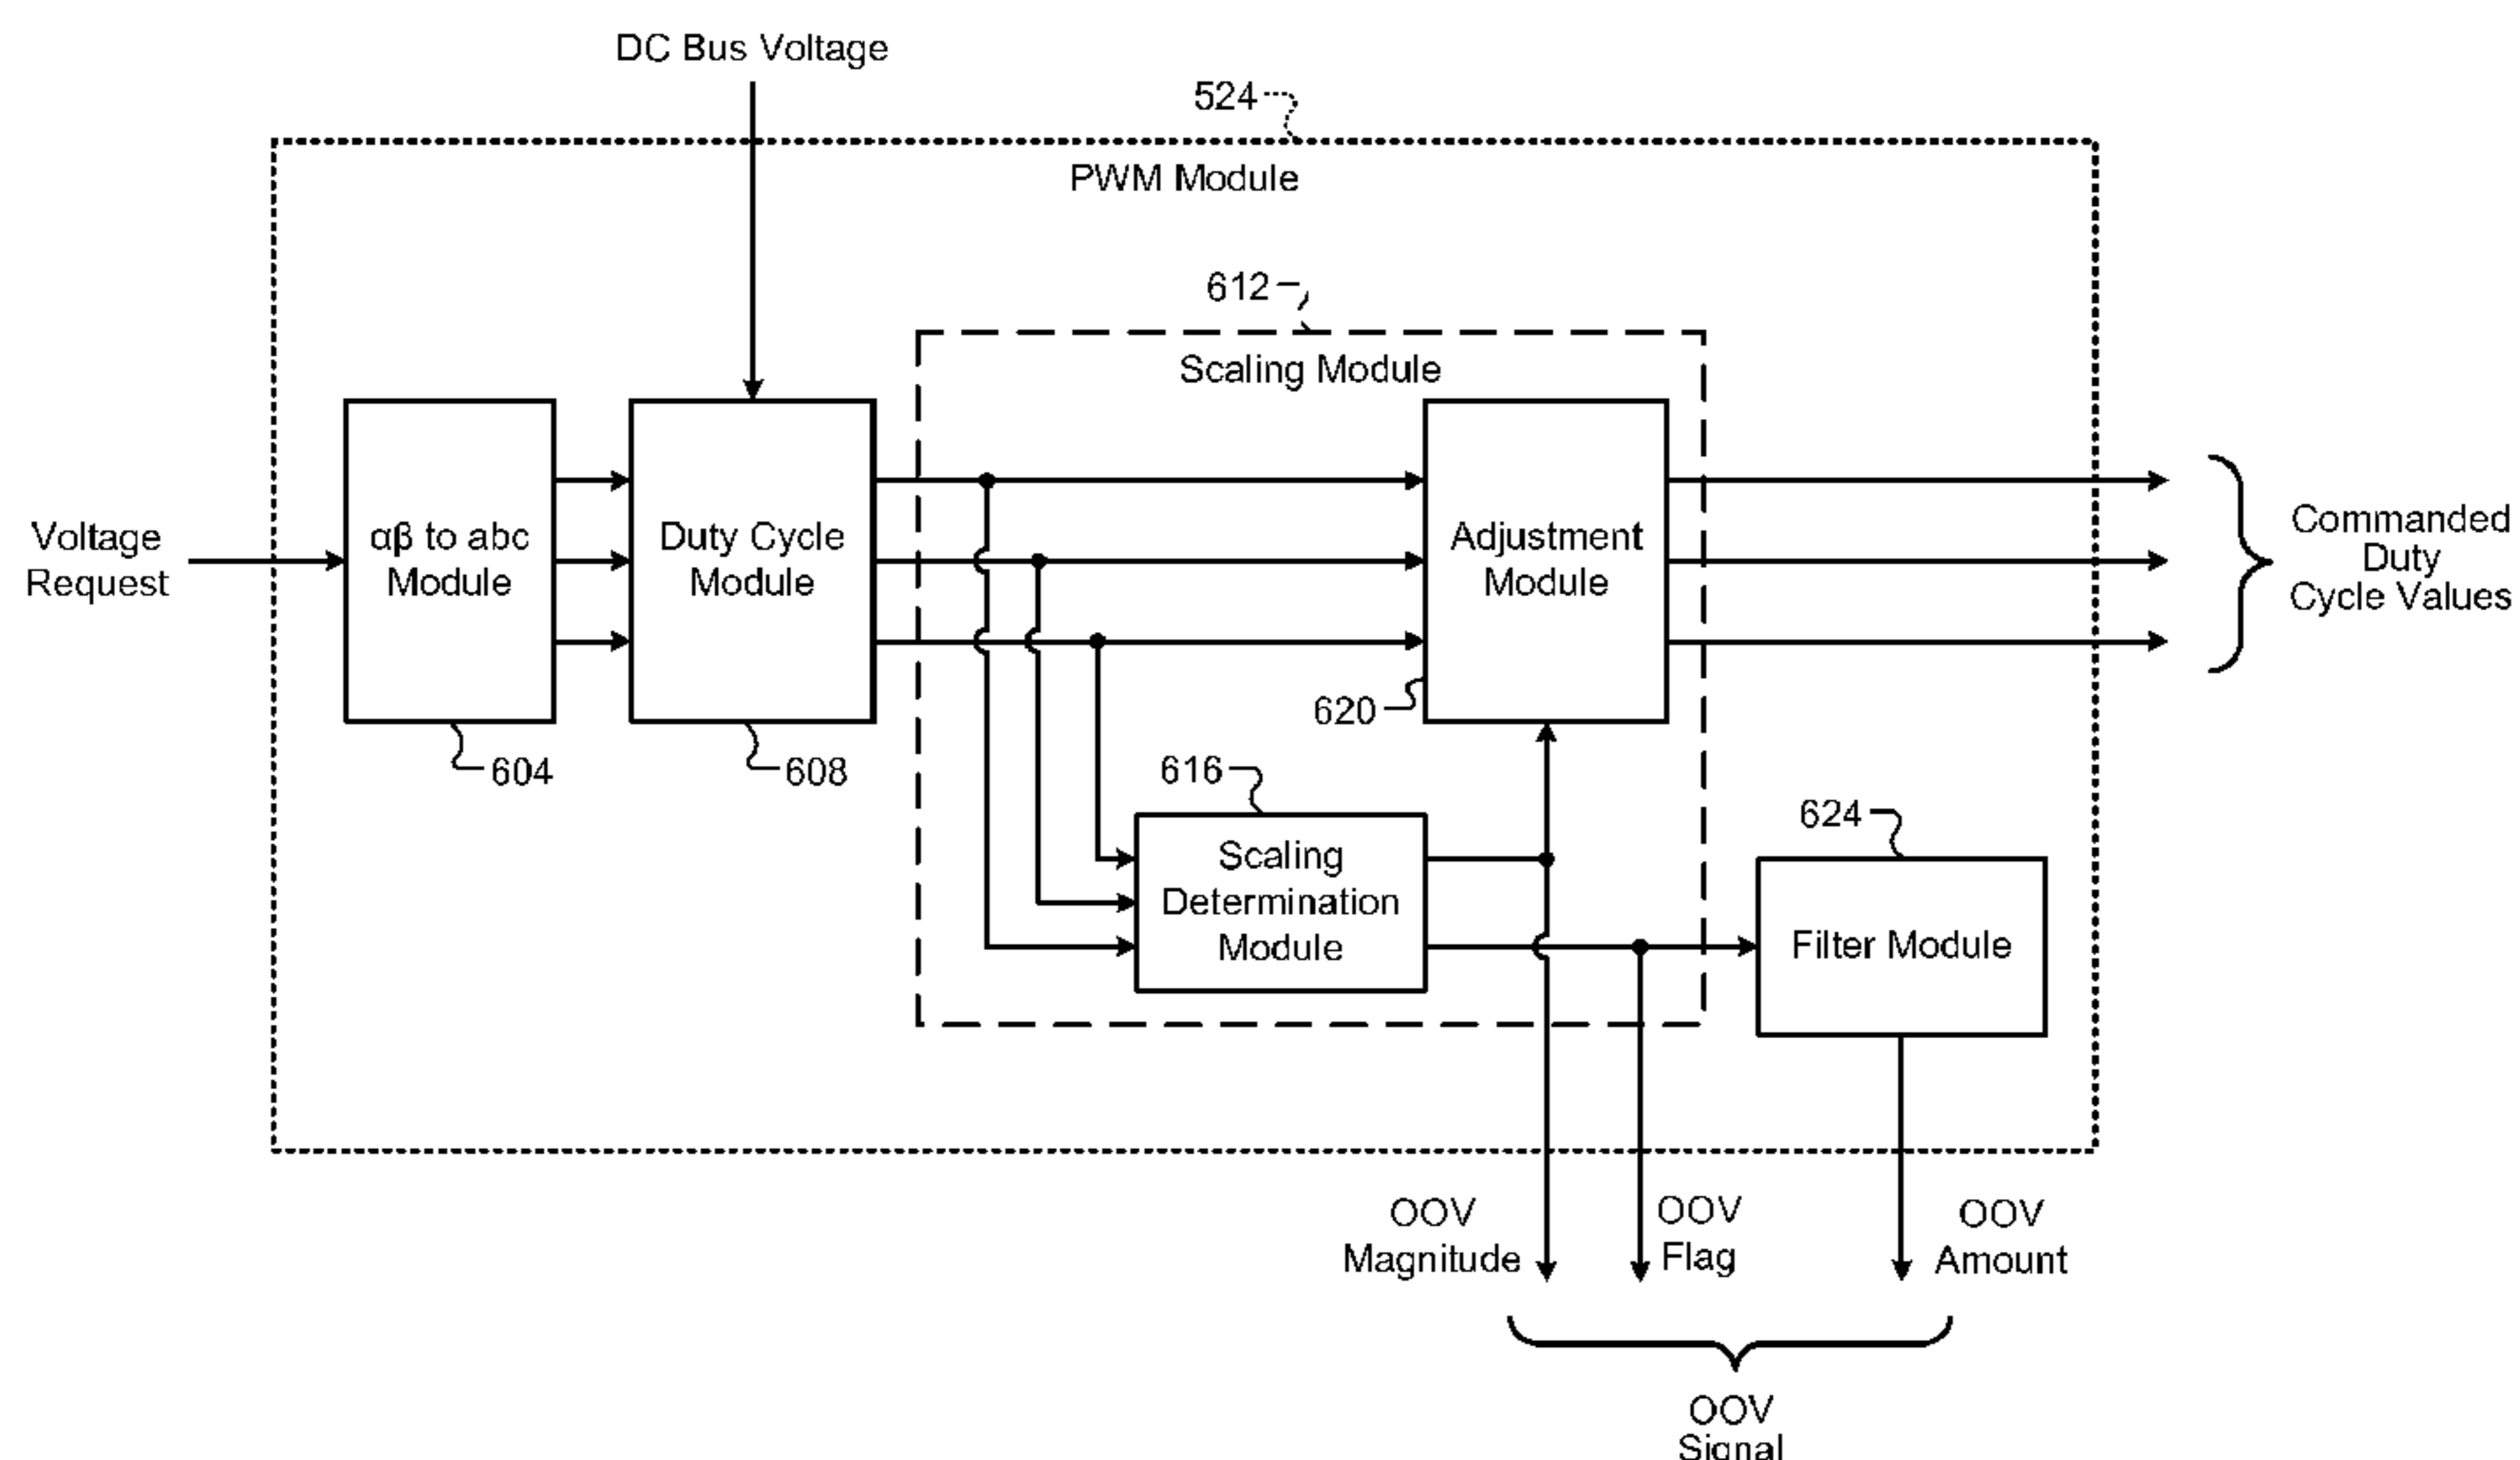 DC Bus Voltage
524
PWM Module
612
Scaling Module
Voltage
Request
αβ to abc
Module
Duty Cycle
Module
Adjustment
Module
Commanded
Duty
Cycle Values
620
604
608
616
624
Scaling
Determination
Module
Filter Module
OOV
Magnitude
OOV
Flag
OOV
Amount
OOV
Signal